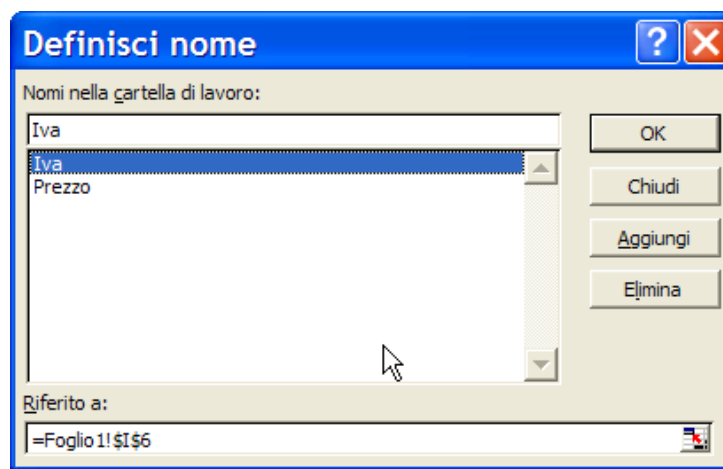 Definisci nome
Nomi nella cartella di lavoro:
Iva
Iva
Prezzo
OK
Chiudi
Aggiungi
Elimina
Riferito a:
=Foglio1!$I$6